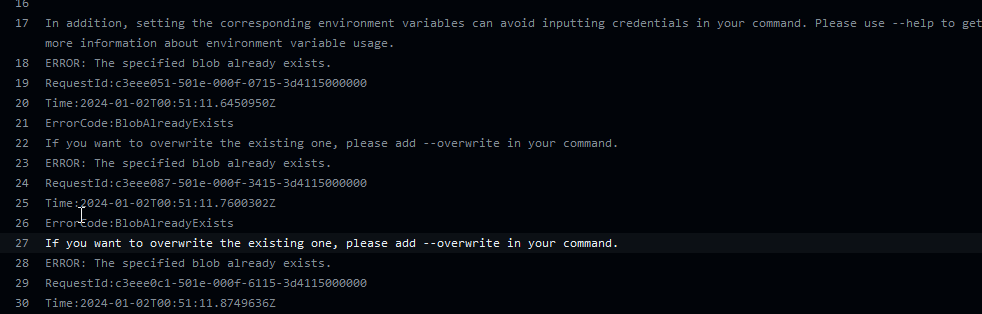 16
17 In addition, setting the corresponding environment variables can avoid inputting credentials in your command. Please use --help to get
more information about environment variable usage.
18 ERROR: The specified blob already exists.
19 RequestId:c3eee051-501e-000f-0715-3d4115000000
20 Time:2024-01-02T00:51:11.6450950Z
21 ErrorCode:BlobAlreadyExists
22 If you want to overwrite the existing one, please add --overwrite in your command.
23 ERROR: The specified blob already exists.
24 RequestId:c3eee087-501e-000f-3415-3d4115000000
25 Time:2024-01-02T00:51:11.7600302Z
26 ErrorCode:BlobAlreadyExists
27 If you want to overwrite the existing one, please add --overwrite in your command.
28 ERROR: The specified blob already exists.
29 RequestId:c3eee0c1-501e-000f-6115-3d4115000000
30 Time:2024-01-02T00:51:11.8749636Z